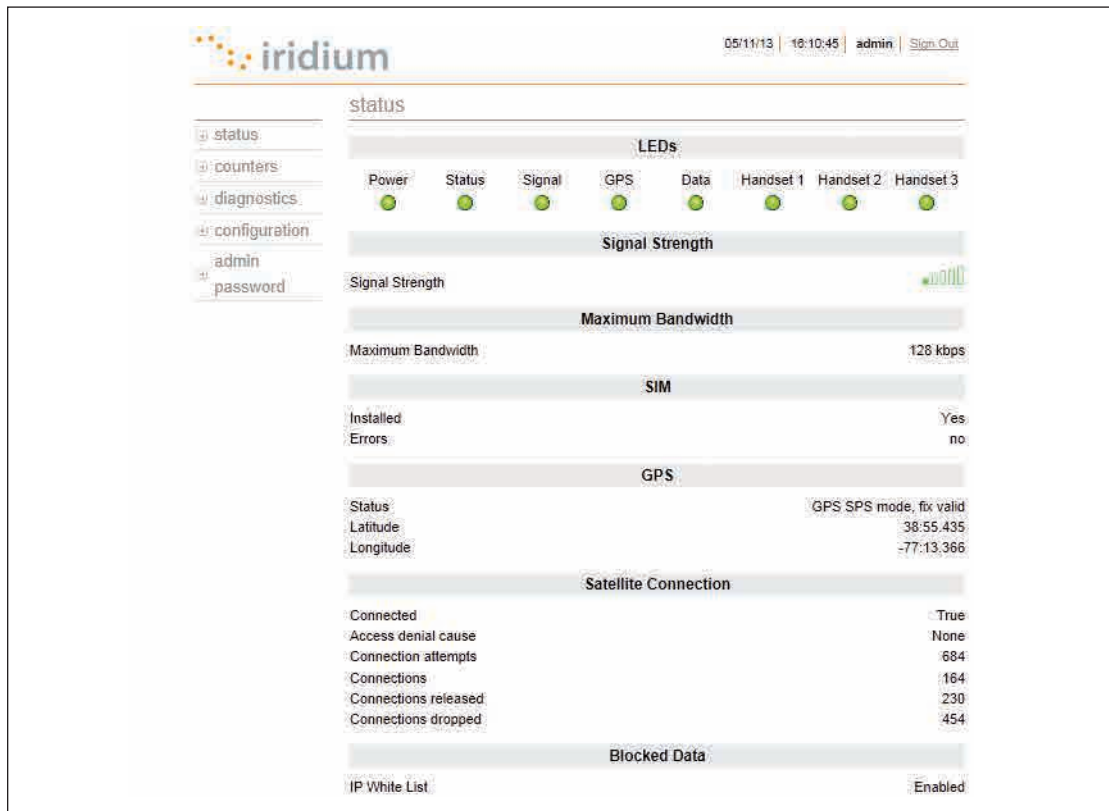 iridium
05/11/13 | 16:10:45 | admin | Sign Out
status
status
counters
diagnostics
configuration
admin
password
LEDs
Power Status Signal GPS Data Handset 1 Handset 2 Handset 3
Signal Strength
Signal Strength
Maximum Bandwidth
Maximum Bandwidth 128 kbps
SIM
Installed Yes
Errors no
GPS
Status GPS SPS mode, fix valid
Latitude 38:55.435
Longitude -77:13.366
Satellite Connection
Connected True
Access denial cause None
Connection attempts 684
Connections 164
Connections released 230
Connections dropped 454
Blocked Data
IP White List Enabled